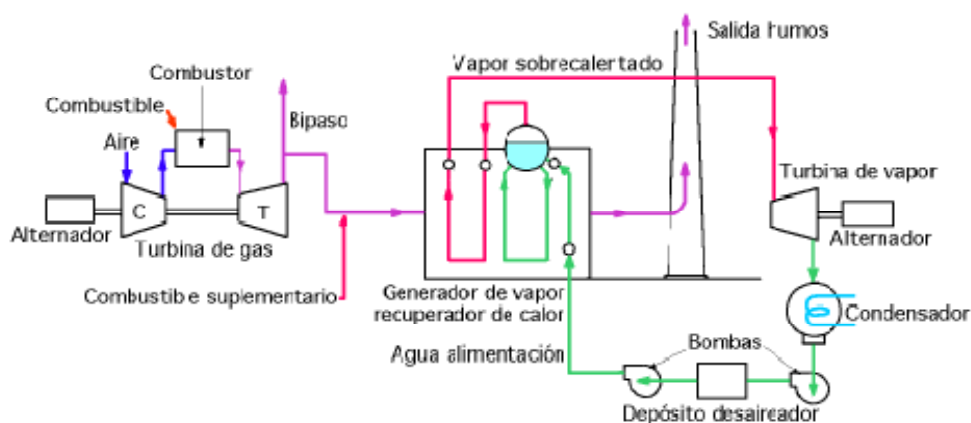 Salida humos
Vapor sobrecalertado
Combustor
Combustible
Bipaso
Aire
Turbina de vapor
C
T
Alternador
Turbina de gas
Alternador
Combustible suplementario
Generador de vapor
recuperador de calor
Condensador
Agua alimentación
Bombas
Depósito desaireador